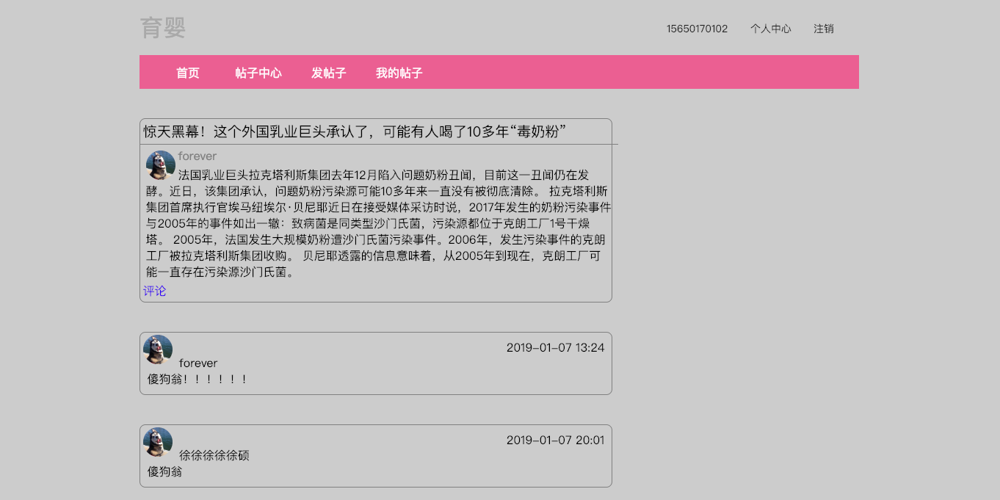 育婴
15650170102 个人中心 注销
首页 帖子中心 发帖子 我的帖子
惊天黑幕！这个外国乳业巨头承认了，可能有人喝了10多年“毒奶粉”
forever
法国乳业巨头拉克塔利斯集团去年12月陷入问题奶粉丑闻，目前这一丑闻仍在发
酵。近日，该集团承认，问题奶粉污染源可能10多年来一直没有被彻底清除。 拉克塔利斯
集团首席执行官埃马纽埃尔·贝尼耶近日在接受媒体采访时说，2017年发生的奶粉污染事件
与2005年的事件如出一辙：致病菌是同类型沙门氏菌，污染源都位于克朗工厂1号干燥
塔。 2005年，法国发生大规模奶粉遭沙门氏菌污染事件。2006年，发生污染事件的克朗
工厂被拉克塔利斯集团收购。 贝尼耶透露的信息意味着，从2005年到现在，克朗工厂可
能一直存在污染源沙门氏菌。
评论
2019-01-07 13:24
forever
傻狗翁！！！！！！
2019-01-07 20:01
徐徐徐徐徐硕
傻狗翁